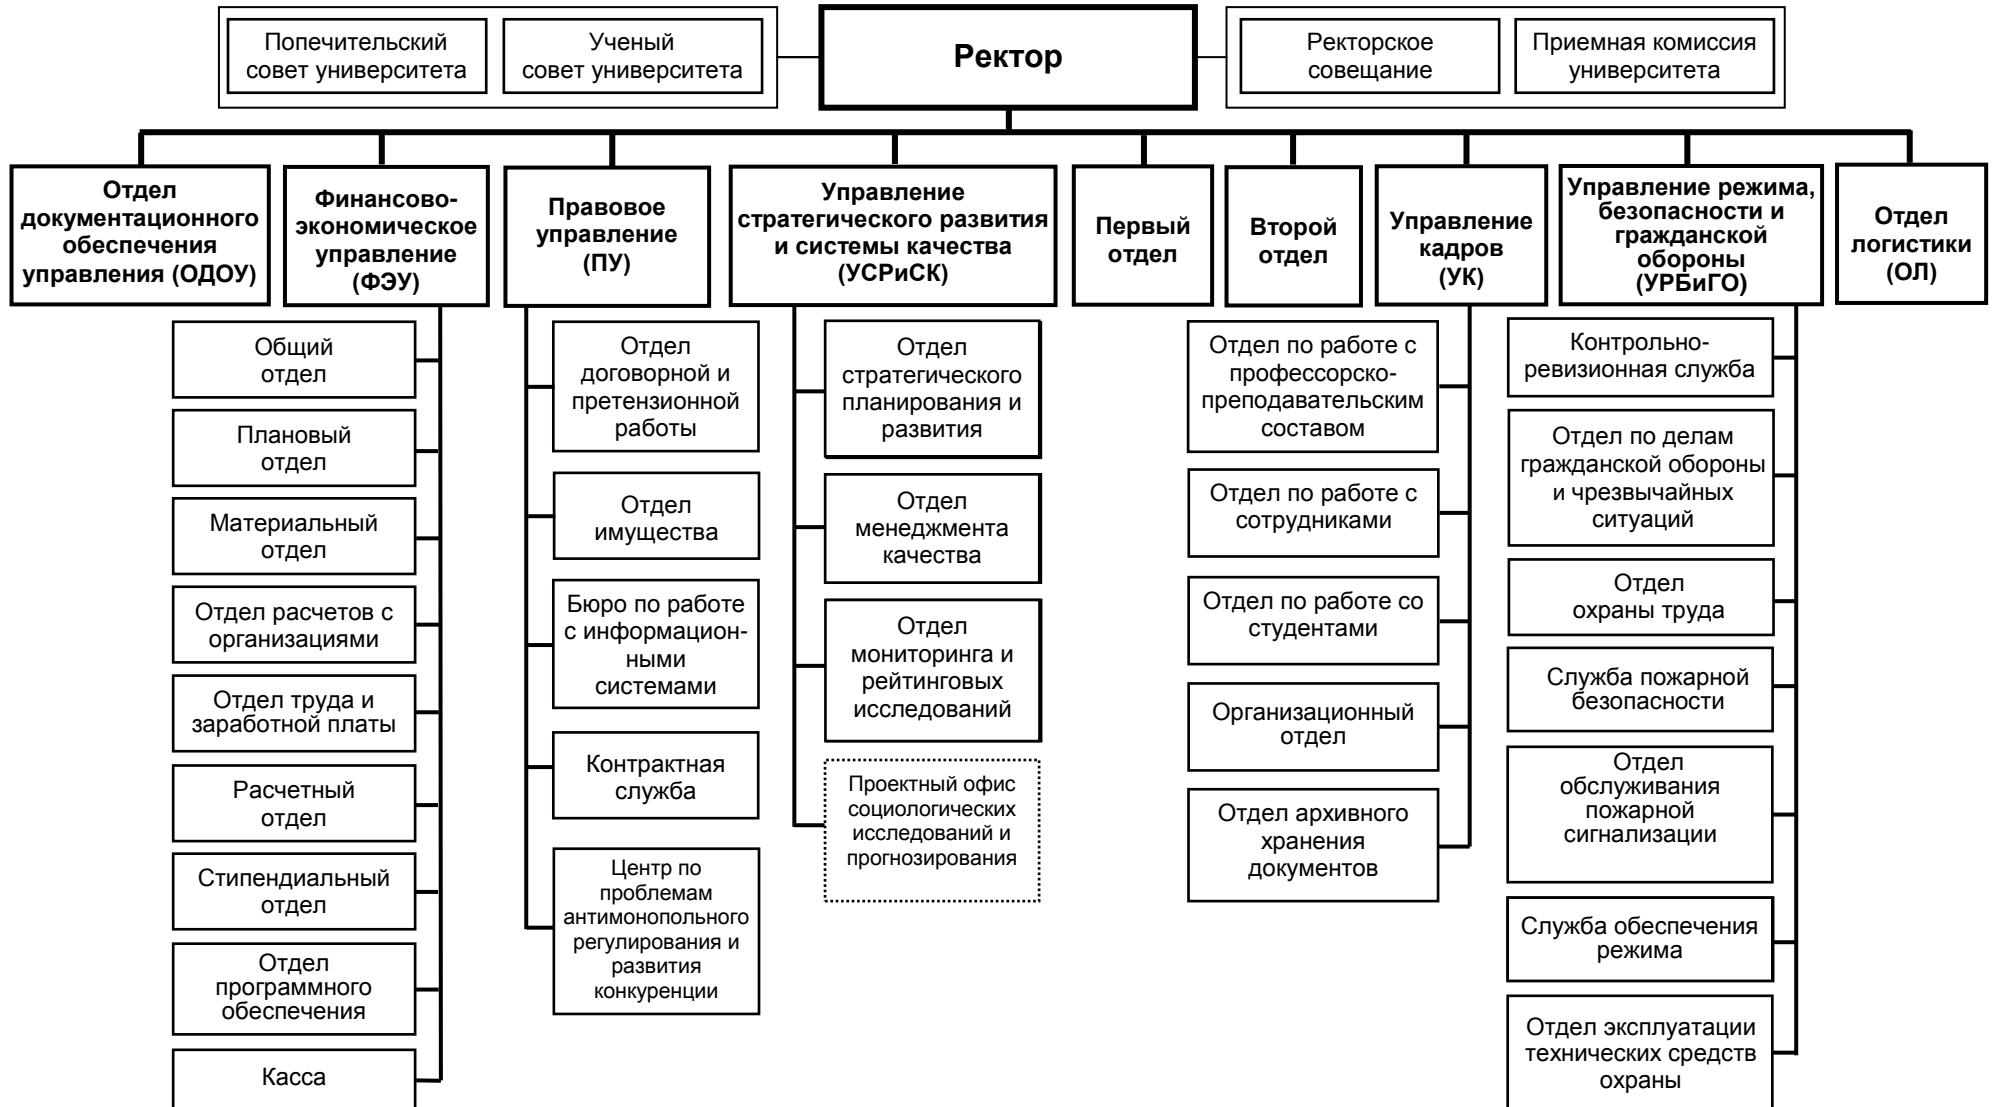 Попечительский
совет университета
Ученый
совет университета
Ректор
Ректорское
совещание
Приемная комиссия
университета
Отдел
документационного
обеспечения
управления (ОДОУ)
Финансово-
экономическое
управление
(ФЭУ)
Правовое
управление
(ПУ)
Управление
стратегического развития
и системы качества
(УСРиСК)
Первый
отдел
Второй
отдел
Управление
кадров
(УК)
Управление режима,
безопасности и
гражданской
обороны
(УРБиГО)
Отдел
логистики
(ОЛ)
Общий
отдел
Плановый
отдел
Материальный
отдел
Отдел расчетов с
организациями
Отдел труда и
заработной платы
Расчетный
отдел
Стипендиальный
отдел
Отдел
программного
обеспечения
Касса
Отдел
договорной и
претензионной
работы
Отдел
имущества
Бюро по работе
с информацион-
ными
системами
Контрактная
служба
Центр по
проблемам
антимонопольного
регулирования и
развития
конкуренции
Отдел
стратегического
планирования и
развития
Отдел
менеджмента
качества
Отдел
мониторинга и
рейтинговых
исследований
Проектный офис
социологических
исследований и
прогнозирования
Отдел по работе с
профессорско-
преподавательским
составом
Отдел по работе с
сотрудниками
Отдел по работе со
студентами
Организационный
отдел
Отдел архивного
хранения
документов
Контрольно-
ревизионная служба
Отдел по делам
гражданской обороны
и чрезвычайных
ситуаций
Отдел
охраны труда
Служба пожарной
безопасности
Отдел
обслуживания
пожарной
сигнализации
Служба обеспечения
режима
Отдел эксплуатации
технических средств
охраны